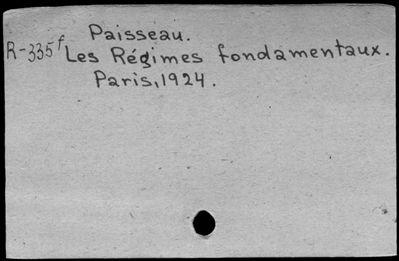 Paisseau.
R-335f Les Régimes fondamentaux.
Paris, 1924.